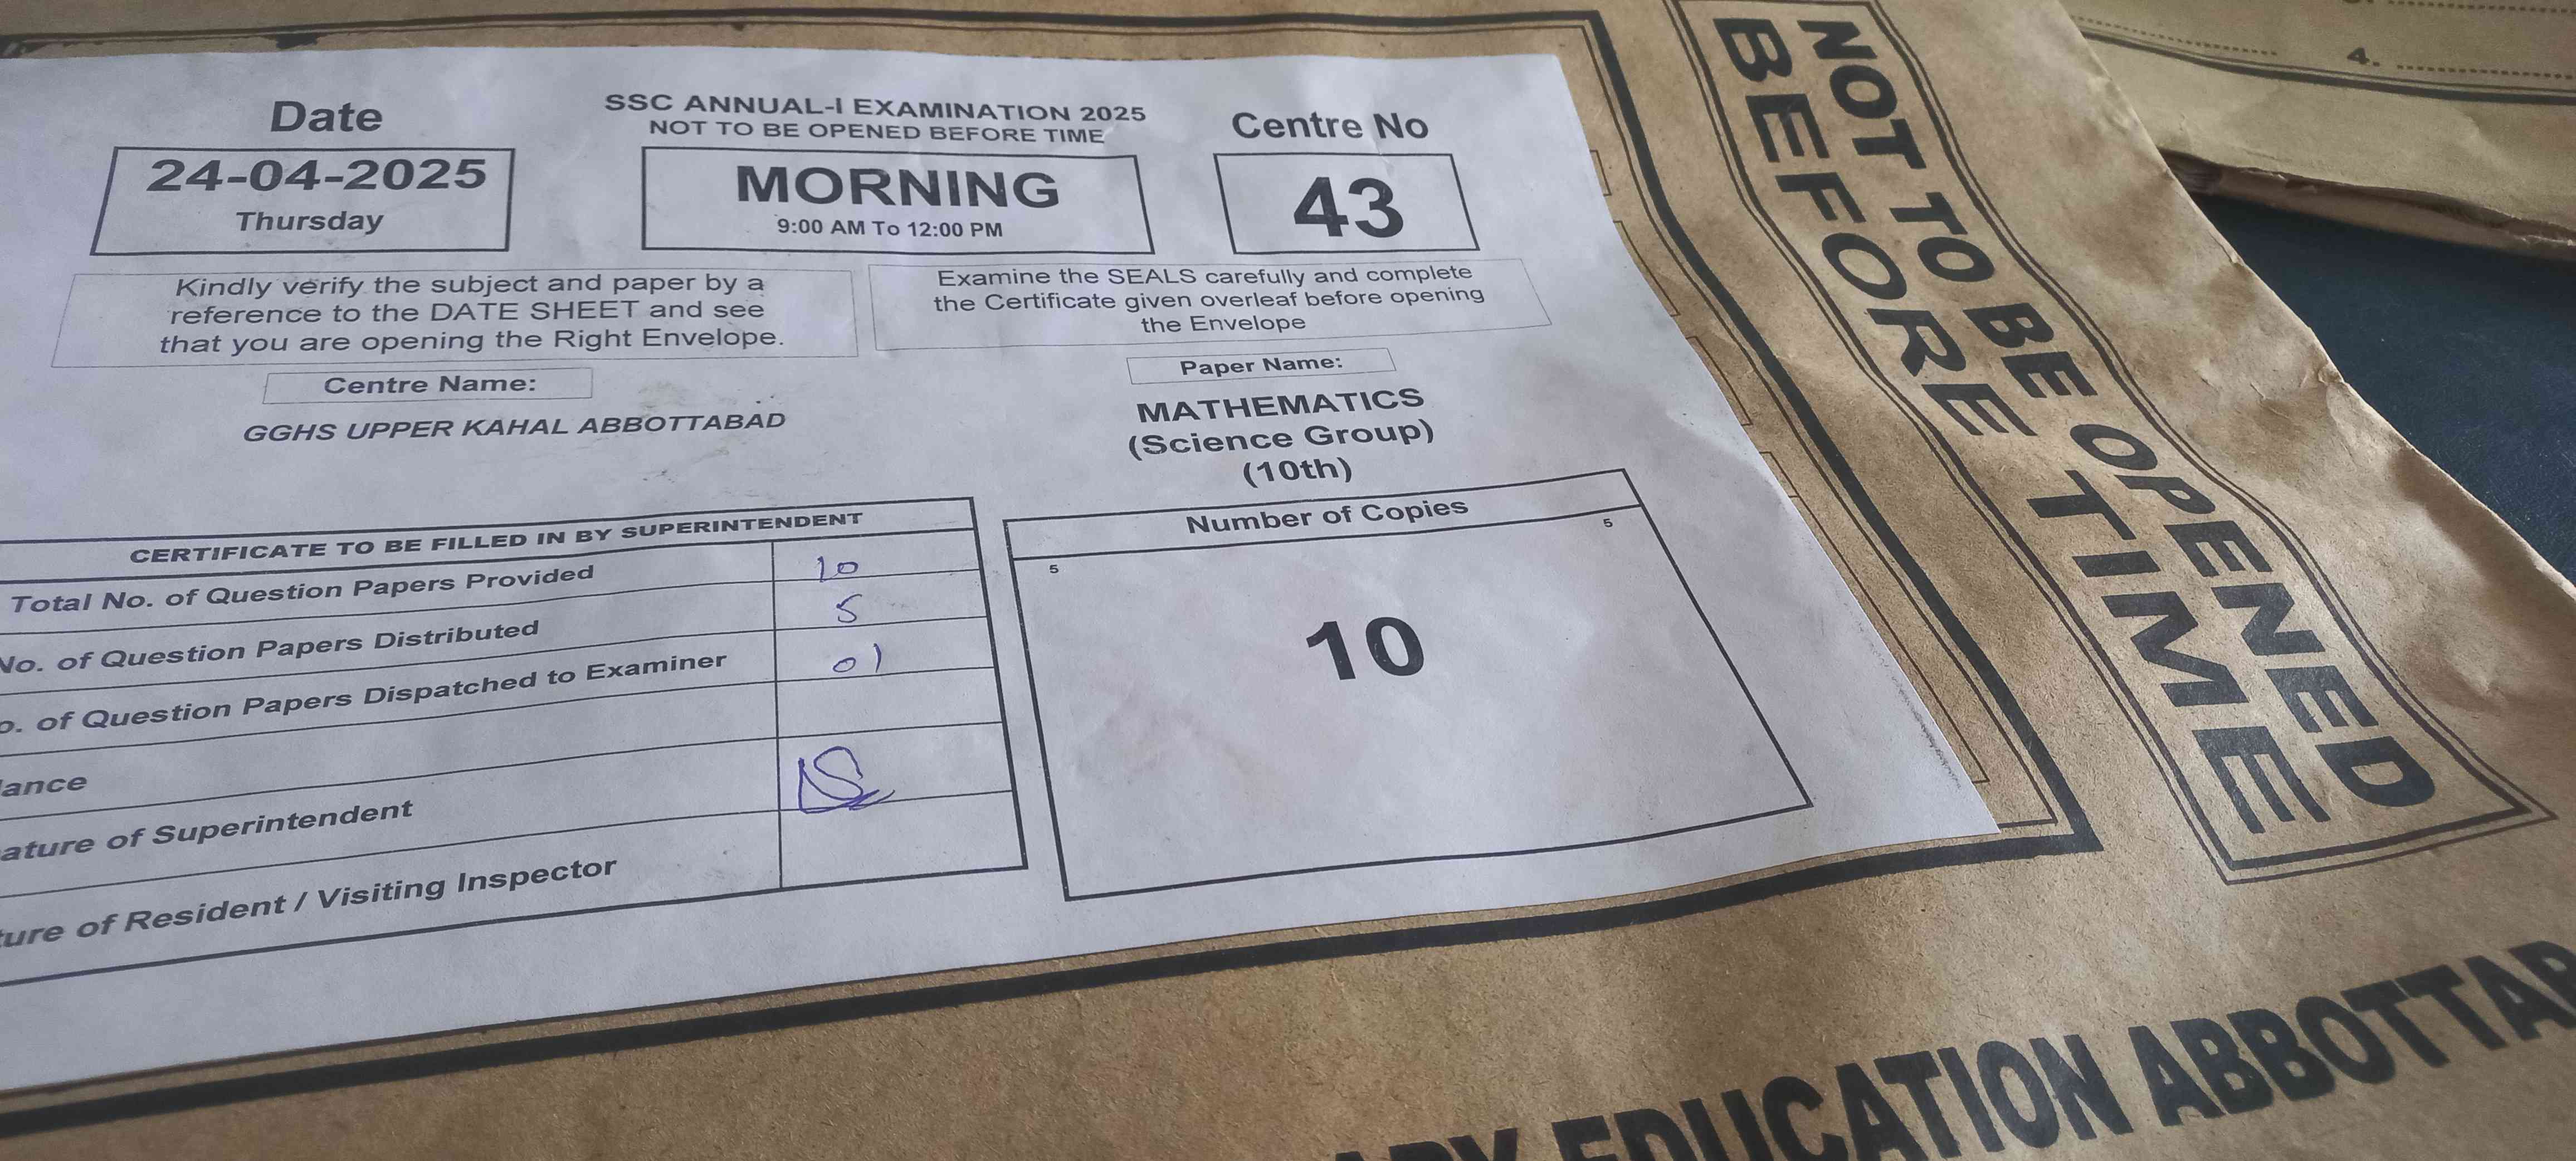 Date
24-04-2025
Thursday
SSC ANNUAL-I EXAMINATION 2025
NOT TO BE OPENED BEFORE TIME
MORNING
9:00 AM To 12:00 PM
Centre No
43
Kindly verify the subject and paper by a
reference to the DATE SHEET and see
that you are opening the Right Envelope.
Examine the SEALS carefully and complete
the Certificate given overleaf before opening
the Envelope
Centre Name:
GGHS UPPER KAHAL ABBOTTABAD
Paper Name:
MATHEMATICS
(Science Group)
(10th)
CERTIFICATE TO BE FILLED IN BY SUPERINTENDENT
Total No. of Question Papers Provided 10
No. of Question Papers Distributed 5
o. of Question Papers Dispatched to Examiner 01
lance
ature of Superintendent
ture of Resident / Visiting Inspector
Number of Copies
5
5
10
NOT TO BE OPENED
BEFORE TIME
4.
ARY EDUCATION ABBOTTAB